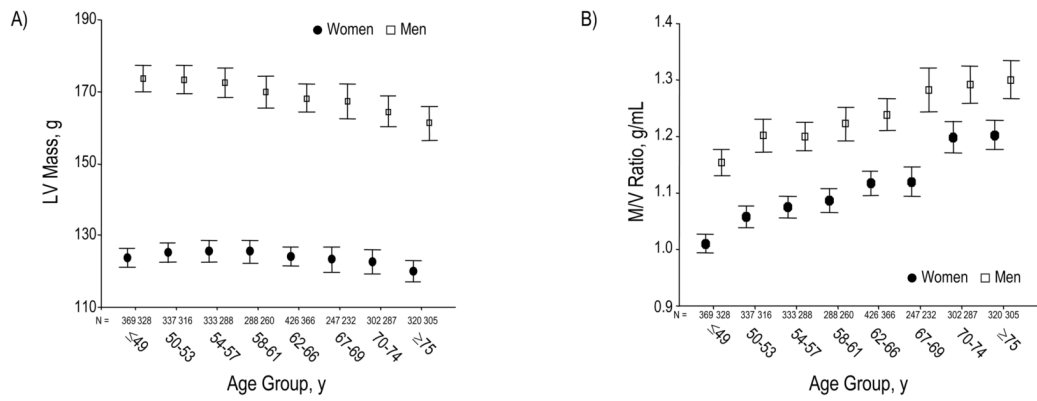 A)
190
170
150
130
110
LV Mass, g
Women Men
N = 369 328 337 316 333 288 288 260 426 366 247 232 302 287 320 305
≤49 50-53 54-57 58-61 62-66 67-69 70-74 ≥75
Age Group, y
B)
1.4
1.3
1.2
1.1
1.0
0.9
M/V Ratio, g/mL
Women Men
N = 369 328 337 316 333 288 288 260 426 366 247 232 302 287 320 305
≤49 50-53 54-57 58-61 62-66 67-69 70-74 ≥75
Age Group, y